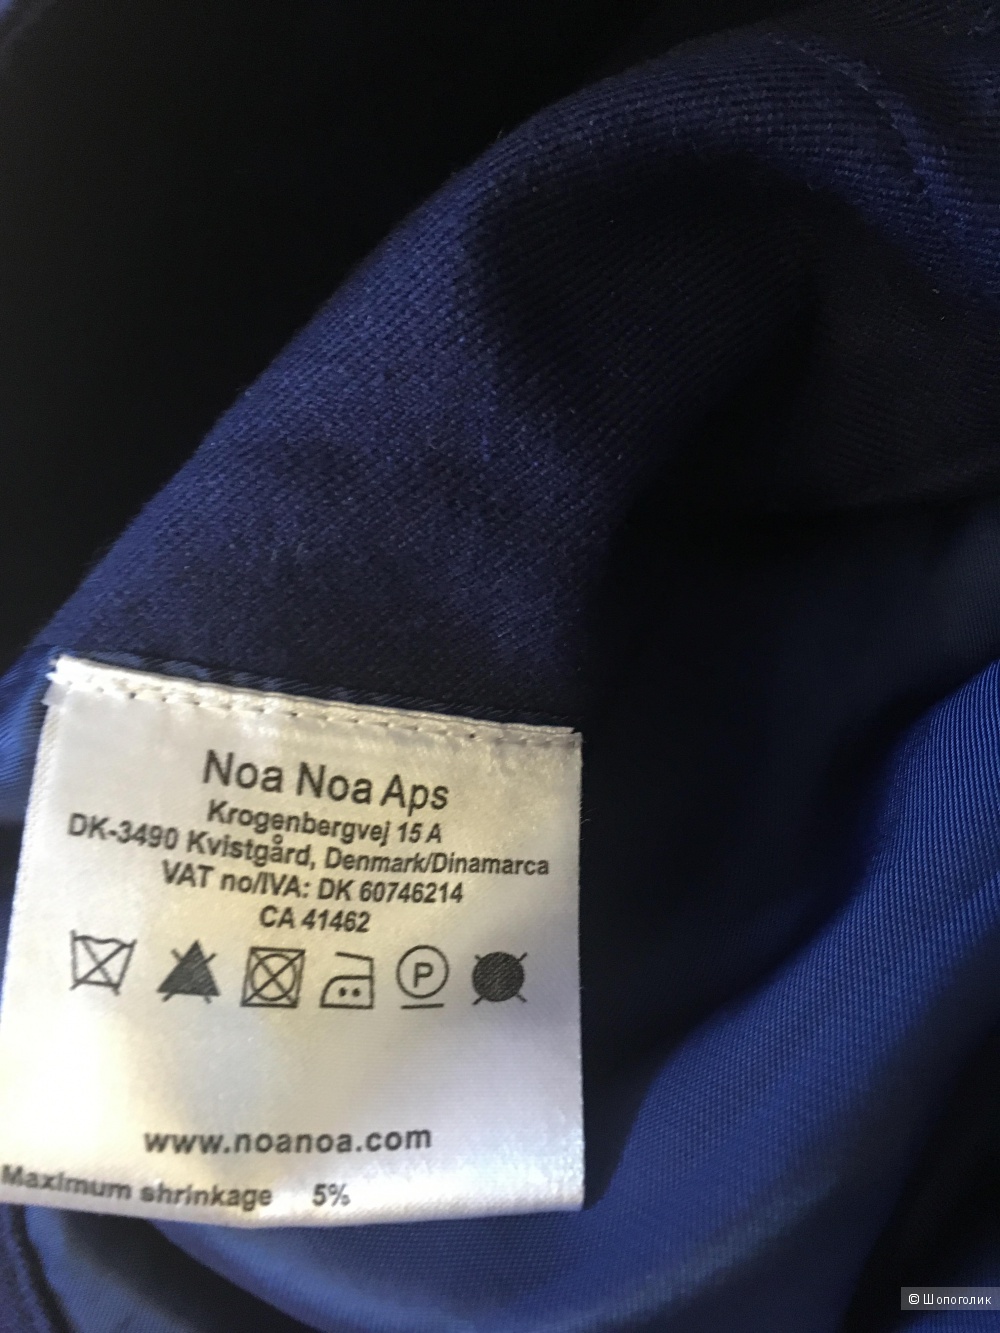 Noa Noa Aps
Krogenbergvej 15 A
DK-3490 Kvistgård, Denmark/Dinamarca
VAT no/IVA: DK 60746214
CA 41462
P
www.noanoa.com
Maximum shrinkage 5%
© Шопоголик